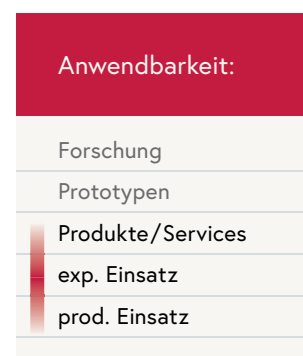 Anwendbarkeit:
Forschung
Prototypen
Produkte/Services
exp. Einsatz
prod. Einsatz